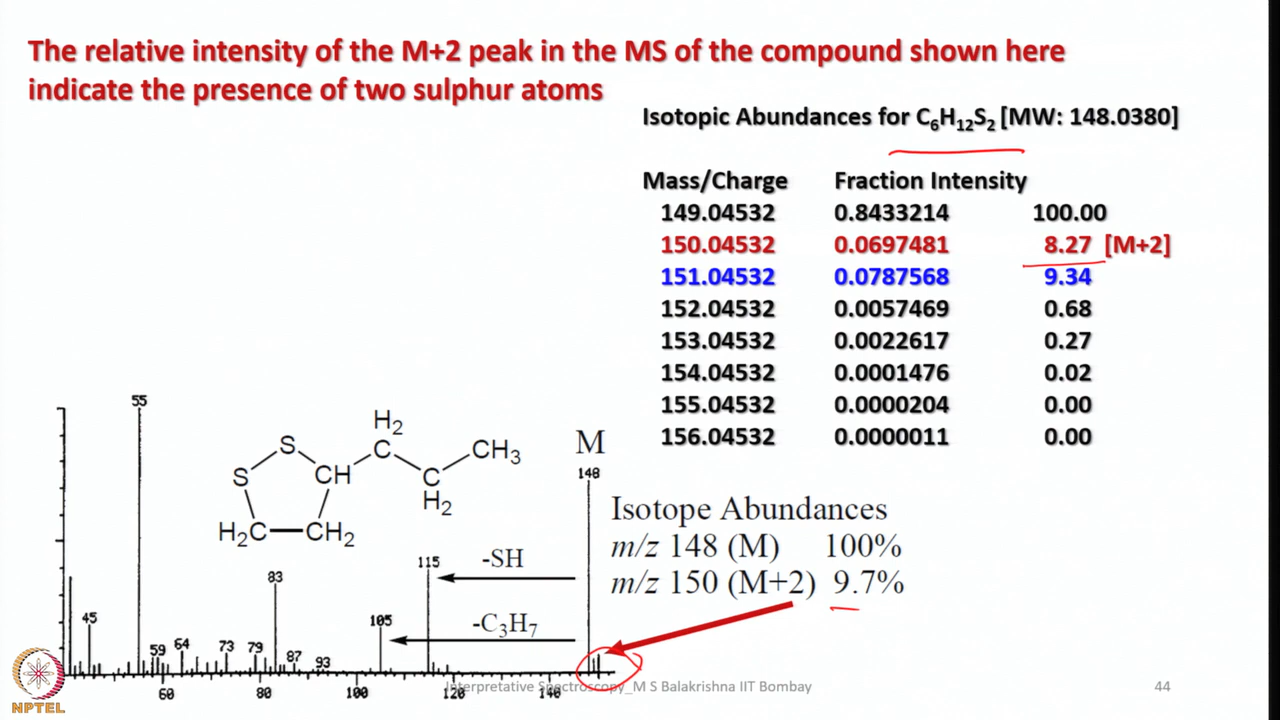 The relative intensity of the M+2 peak in the MS of the compound shown here
indicate the presence of two sulphur atoms
Isotopic Abundances for C₆H₁₂S₂ [MW: 148.0380]
Mass/Charge Fraction Intensity
149.04532 0.8433214 100.00
150.04532 0.0697481 8.27 [M+2]
151.04532 0.0787568 9.34
152.04532 0.0057469 0.68
153.04532 0.0022617 0.27
154.04532 0.0001476 0.02
155.04532 0.0000204 0.00
156.04532 0.0000011 0.00
55
H₂
C
S
S
CH
CH₃
C
H₂
H₂C
CH₂
M
148
Isotope Abundances
m/z 148 (M) 100%
m/z 150 (M+2) 9.7%
-SH
115
83
-C₃H₇
105
45
59
64
73
79
87
93
60
80
100
120
140
Interpretative Spectroscopy_M S Balakrishna IIT Bombay
44
NPTEL